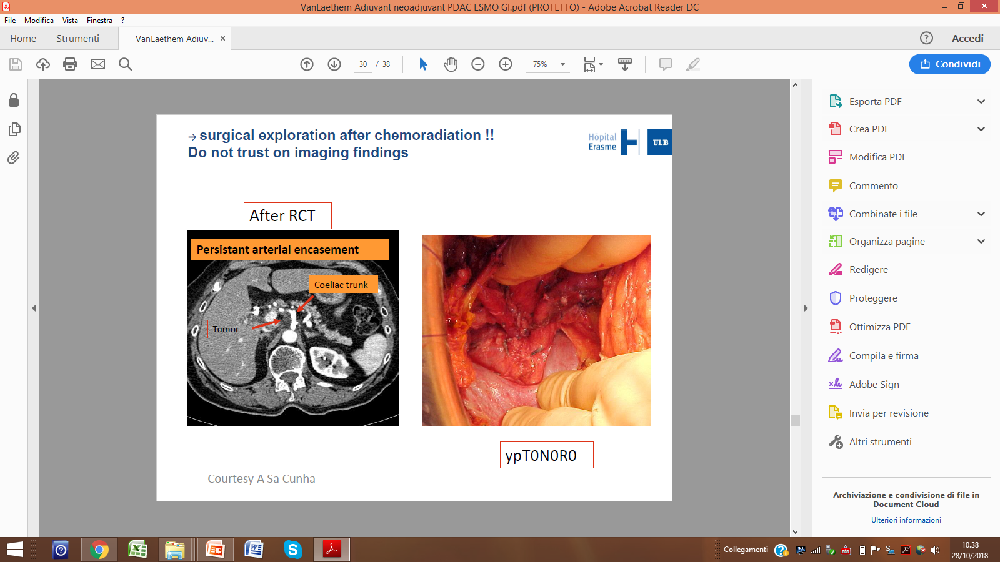 VanLaethem Adiuvant neoadjuvant PDAC ESMO GI.pdf (PROTETTO) - Adobe Acrobat Reader DC
File Modifica Vista Finestra ?
Home Strumenti VanLaethem Adiuv... × ? Accedi
30 / 38 75% Condividi
→ surgical exploration after chemoradiation !!
Do not trust on imaging findings
Hôpital
Erasme
ULB
After RCT
Persistant arterial encasement
Coeliac trunk
Tumor
ypT0N0R0
Courtesy A Sa Cunha
Esporta PDF
Crea PDF
Modifica PDF
Commento
Combinate i file
Organizza pagine
Redigere
Proteggere
Ottimizza PDF
Compila e firma
Adobe Sign
Invia per revisione
Altri strumenti
Archiviazione e condivisione di file in
Document Cloud
Ulteriori informazioni
Collegamenti
10.38
28/10/2018